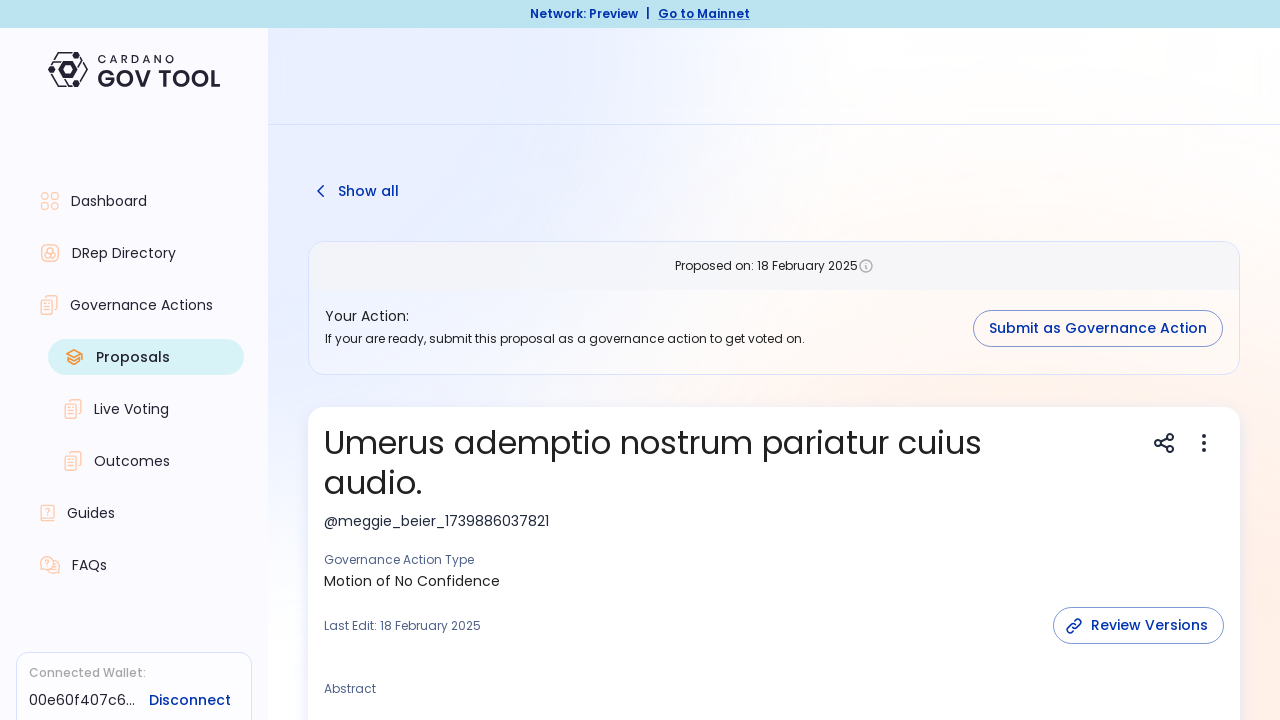 Network: Preview | Go to Mainnet
CARDANO
GOV TOOL
Dashboard
DRep Directory
Governance Actions
Proposals
Live Voting
Outcomes
Guides
FAQs
Connected Wallet:
00e60f407c6... Disconnect
Show all
Proposed on: 18 February 2025
Your Action:
If your are ready, submit this proposal as a governance action to get voted on.
Submit as Governance Action
Umerus ademptio nostrum pariatur cuius
audio.
@meggie_beier_1739886037821
Governance Action Type
Motion of No Confidence
Last Edit: 18 February 2025
Review Versions
Abstract